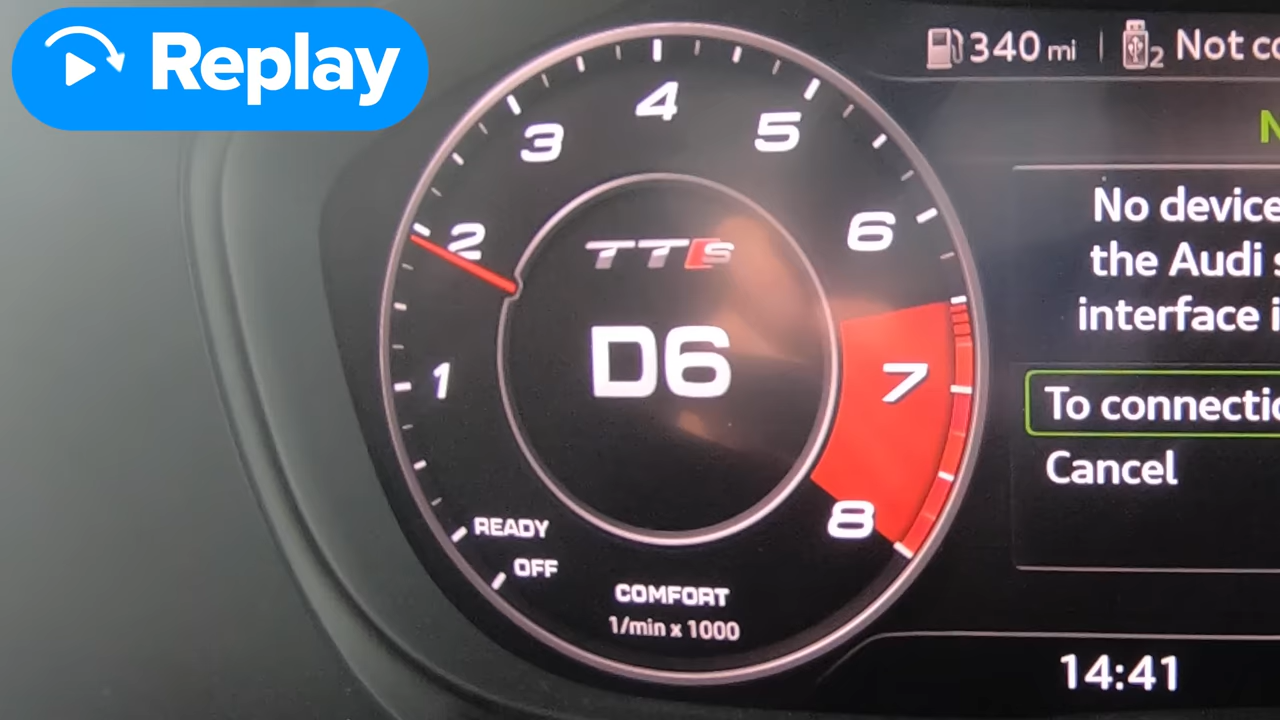 Replay
340 mi
2 Not co
3
4
5
2
6
TTS
D6
1
7
8
READY
OFF
COMFORT
1/min x 1000
N
No device
the Audi s
interface i
To connectio
Cancel
14:41